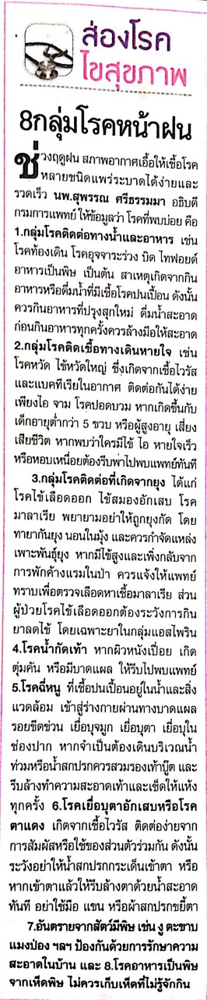 ส่องโรค
ไขสุขภาพ
8กลุ่มโรคหน้าฝน
ช่วงฤดูฝน สภาพอากาศเอื้อให้เชื้อโรค
หลายชนิดแพร่ระบาดได้ง่ายและ
รวดเร็ว นพ.สุพรรณ ศรีธรรมมา อธิบดี
กรมการแพทย์ ให้ข้อมูลว่า โรคที่พบบ่อย คือ
1.กลุ่มโรคติดต่อทางน้ำและอาหาร เช่น
โรคท้องเดิน โรคอุจจาระร่วง บิด ไทฟอยด์
อาหารเป็นพิษ เป็นต้น สาเหตุเกิดจากกิน
อาหารหรือดื่มน้ำที่มีเชื้อโรคปนเปื้อน ดังนั้น
ควรกินอาหารที่ปรุงสุกใหม่ ดื่มน้ำสะอาด
ก่อนกินอาหารทุกครั้งควรล้างมือให้สะอาด
2.กลุ่มโรคติดเชื้อทางเดินหายใจ เช่น
โรคหวัด ไข้หวัดใหญ่ ซึ่งเกิดจากเชื้อไวรัส
และแบคทีเรียในอากาศ ติดต่อกันได้ง่าย
เพียงไอ จาม โรคปอดบวม หากเกิดขึ้นกับ
เด็กอายุต่ำกว่า 5 ขวบ หรือผู้สูงอายุ เสี่ยง
เสียชีวิต หากพบว่าใครมีไข้ ไอ หายใจเร็ว
หรือหอบเหนื่อยต้องรีบพาไปพบแพทย์ทันที
3.กลุ่มโรคติดต่อที่เกิดจากยุง ได้แก่
โรคไข้เลือดออก ไข้สมองอักเสบ โรค
มาลาเรีย พยายามอย่าให้ถูกยุงกัด โดย
ทายากันยุง นอนในมุ้ง และควรกำจัดแหล่ง
เพาะพันธุ์ยุง หากมีไข้สูงและเพิ่งกลับจาก
การพักค้างแรมในป่า ควรแจ้งให้แพทย์
ทราบเพื่อตรวจเลือดหาเชื้อมาลาเรีย ส่วน
ผู้ป่วยโรคไข้เลือดออกต้องระวังการกิน
ยาลดไข้ โดยเฉพาะยาในกลุ่มแอสไพริน
4.โรคน้ำกัดเท้า หากผิวหนังเปื่อย เกิด
ตุ่มคัน หรือมีบาดแผล ให้รีบไปพบแพทย์
5.โรคฉี่หนู ที่เชื้อปนเปื้อนอยู่ในน้ำและสิ่ง
แวดล้อม เข้าสู่ร่างกายผ่านทางบาดแผล
รอยขีดข่วน เยื่อบุจมูก เยื่อบุตา เยื่อบุใน
ช่องปาก หากจำเป็นต้องเดินบริเวณน้ำ
ท่วมหรือน้ำสกปรกควรสวมรองเท้าบู๊ต และ
รีบล้างทำความสะอาดเท้าและเช็ดให้แห้ง
ทุกครั้ง 6.โรคเยื่อบุตาอักเสบหรือโรค
ตาแดง เกิดจากเชื้อไวรัส ติดต่อง่ายจาก
การสัมผัสหรือใช้ของส่วนตัวร่วมกัน ดังนั้น
ระวังอย่าให้น้ำสกปรกกระเด็นเข้าตา หรือ
หากเข้าตาแล้วให้รีบล้างตาด้วยน้ำสะอาด
ทันที อย่าใช้มือ แขน หรือผ้าสกปรกขยี้ตา
7.อันตรายจากสัตว์มีพิษ เช่น งู ตะขาบ
แมงป่อง ฯลฯ ป้องกันด้วยการรักษาความ
สะอาดในบ้าน และ 8.โรคอาหารเป็นพิษ
จากเห็ดพิษ ไม่ควรเก็บเห็ดที่ไม่รู้จักกิน